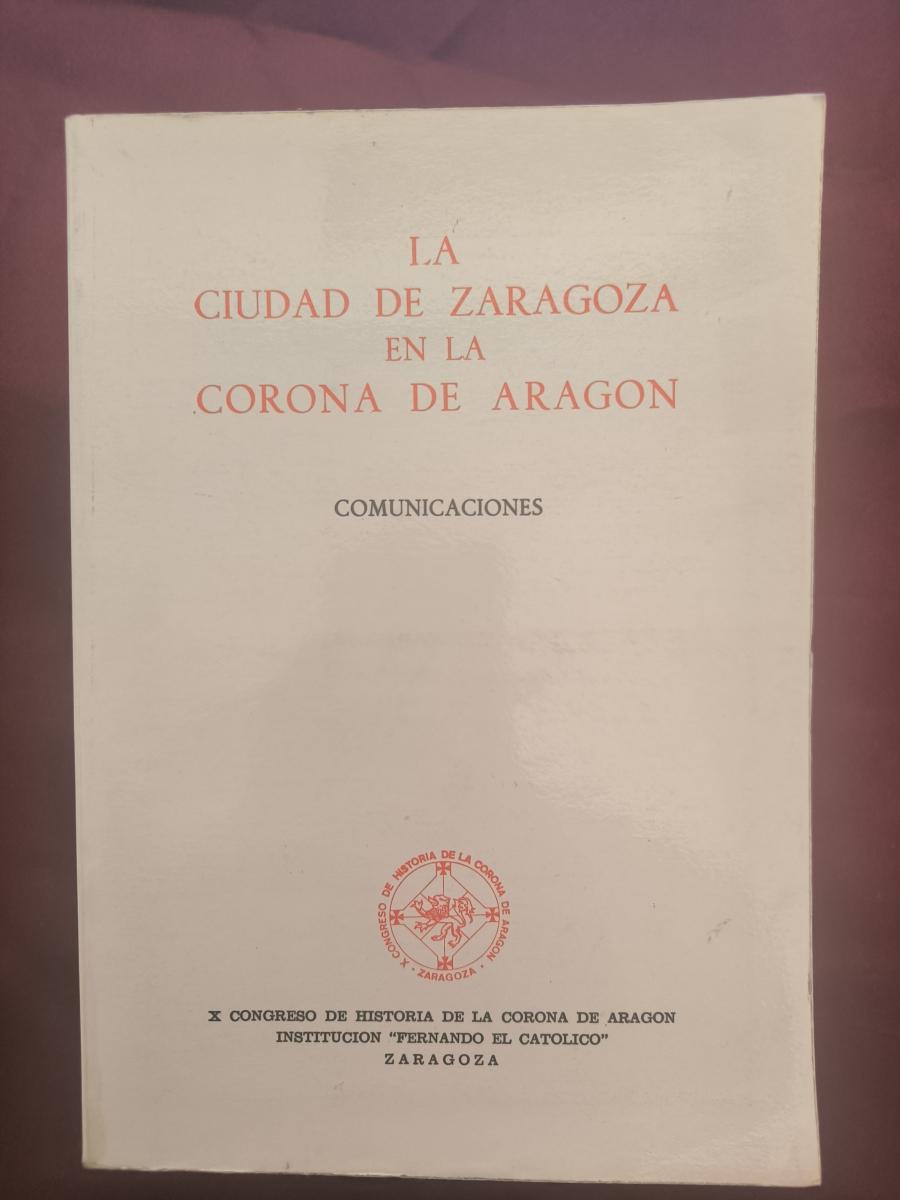 LA
CIUDAD DE ZARAGOZA
EN LA
CORONA DE ARAGON
COMUNICACIONES
X CONGRESO DE HISTORIA DE LA CORONA DE ARAGON
· ZARAGOZA ·
X CONGRESO DE HISTORIA DE LA CORONA DE ARAGON
INSTITUCION "FERNANDO EL CATOLICO"
ZARAGOZA